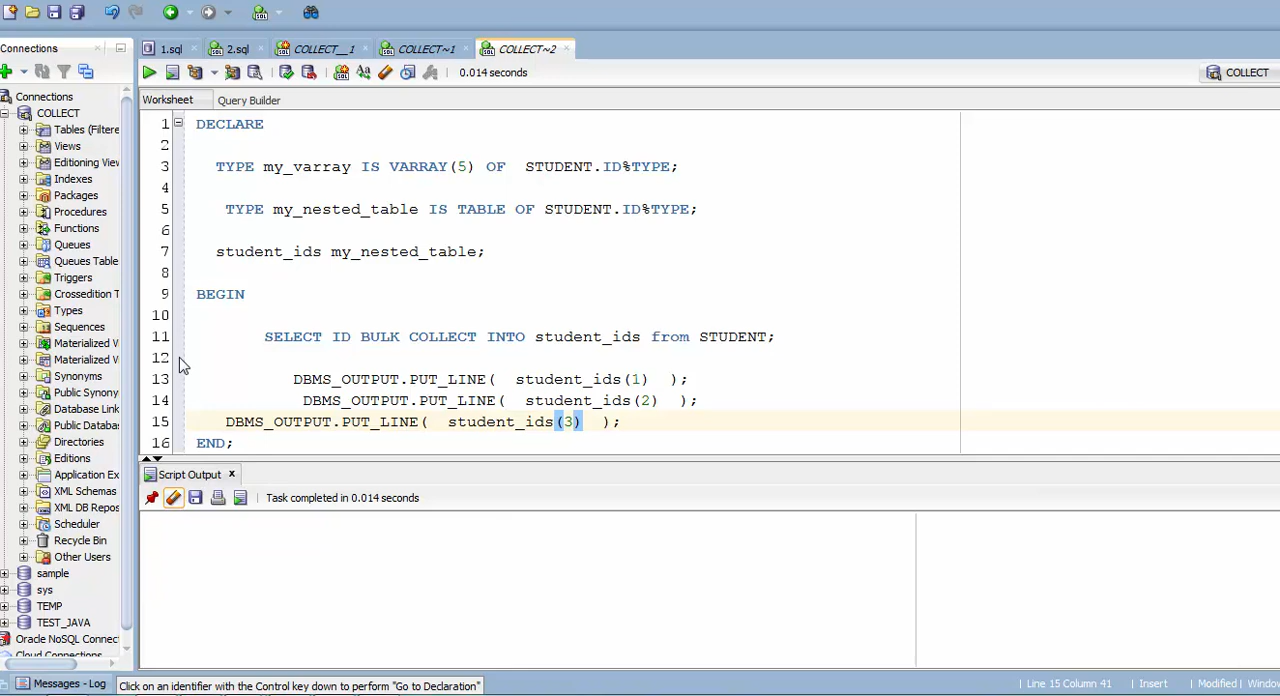 1.sql 2.sql COLLECT__1 COLLECT~1 COLLECT~2
Connections
0.014 seconds
COLLECT
Worksheet Query Builder
Connections
COLLECT
Tables (Filtere
Views
Editioning View
Indexes
Packages
Procedures
Functions
Queues
Queues Table
Triggers
Crossedition T
Types
Sequences
Materialized V
Materialized V
Synonyms
Public Synony
Database Link
Public Databa
Directories
Editions
Application Ex
XML Schemas
XML DB Repos
Scheduler
Recycle Bin
Other Users
sample
sys
TEMP
TEST_JAVA
Oracle NoSQL Connect
Cloud Connections
1 DECLARE
2
3 TYPE my_varray IS VARRAY(5) OF STUDENT.ID%TYPE;
4
5 TYPE my_nested_table IS TABLE OF STUDENT.ID%TYPE;
6
7 student_ids my_nested_table;
8
9 BEGIN
10
11 SELECT ID BULK COLLECT INTO student_ids from STUDENT;
12
13 DBMS_OUTPUT.PUT_LINE( student_ids(1) );
14 DBMS_OUTPUT.PUT_LINE( student_ids(2) );
15 DBMS_OUTPUT.PUT_LINE( student_ids(3) );
16 END;
Script Output x
Task completed in 0.014 seconds
Messages - Log
Click on an identifier with the Control key down to perform "Go to Declaration"
Line 15 Column 41 Insert Modified Window